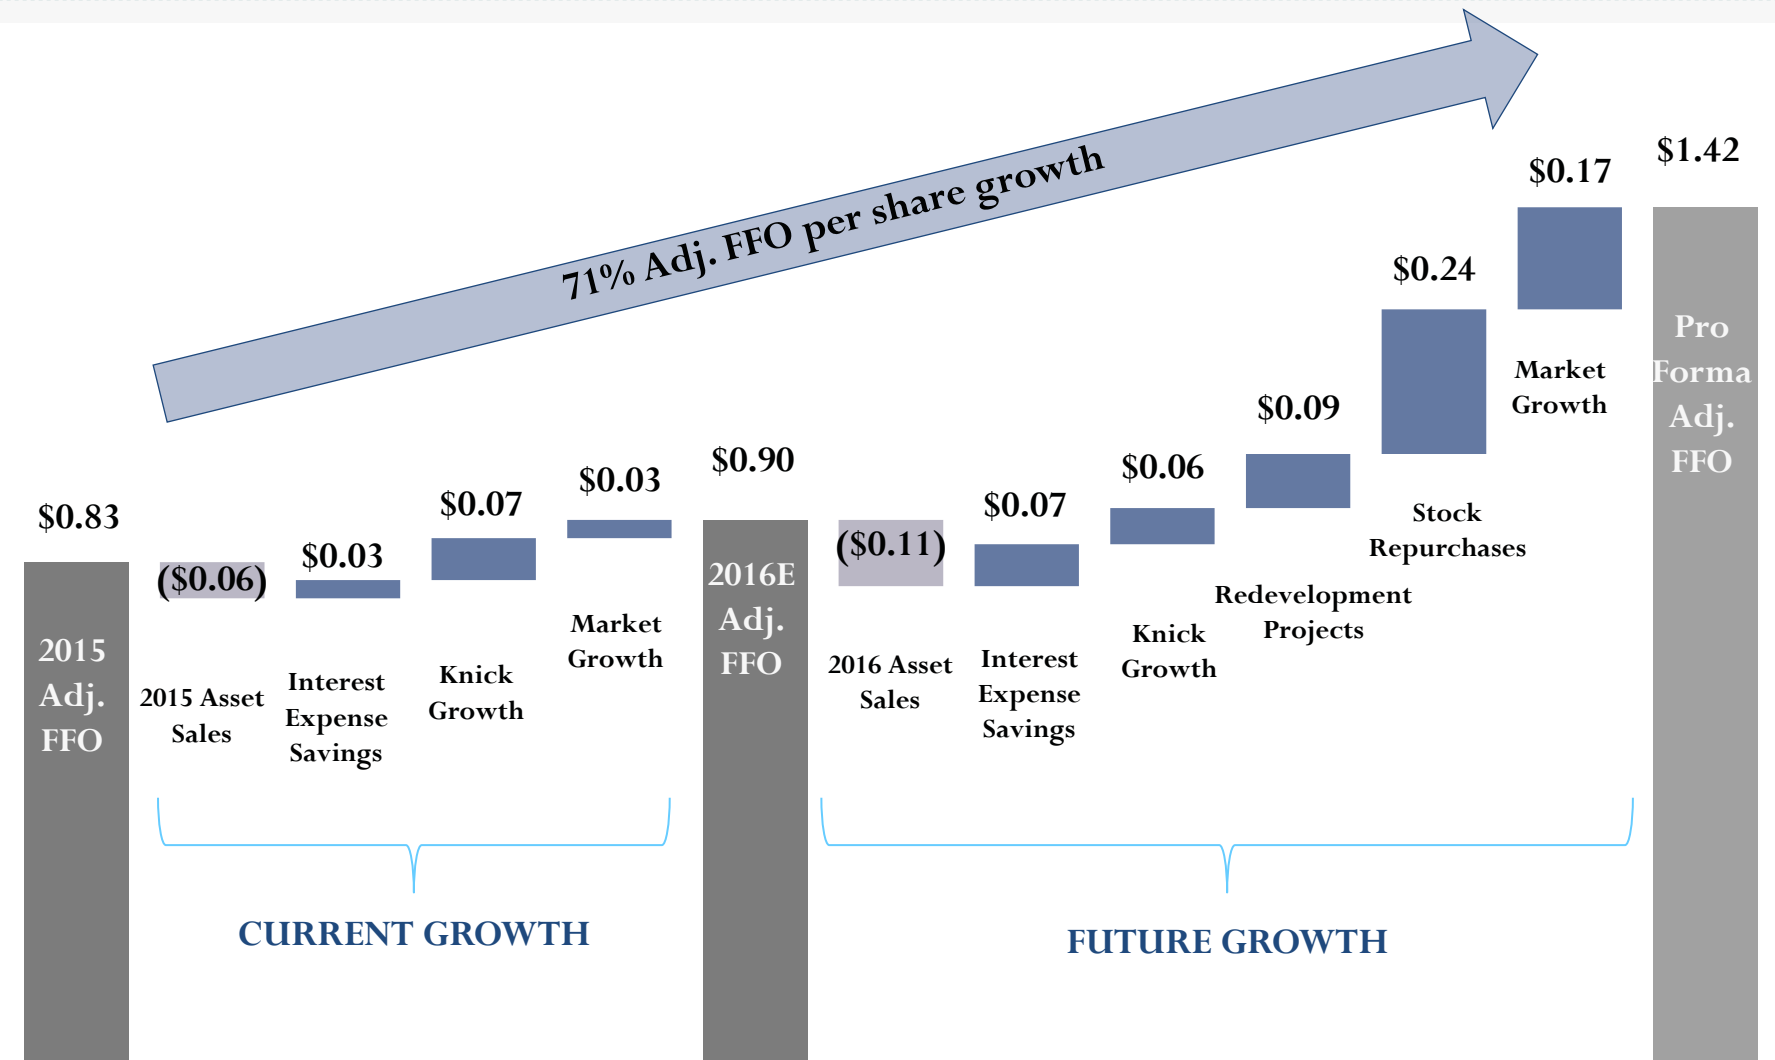 71% Adj. FFO per share growth
$0.83
2015
Adj.
FFO
($0.06)
2015 Asset
Sales
$0.03
Interest
Expense
Savings
$0.07
Knick
Growth
$0.03
Market
Growth
$0.90
2016E
Adj.
FFO
($0.11)
2016 Asset
Sales
$0.07
Interest
Expense
Savings
$0.06
Knick
Growth
$0.09
Redevelopment
Projects
$0.24
Stock
Repurchases
$0.17
Market
Growth
$1.42
Pro
Forma
Adj.
FFO
CURRENT GROWTH
FUTURE GROWTH